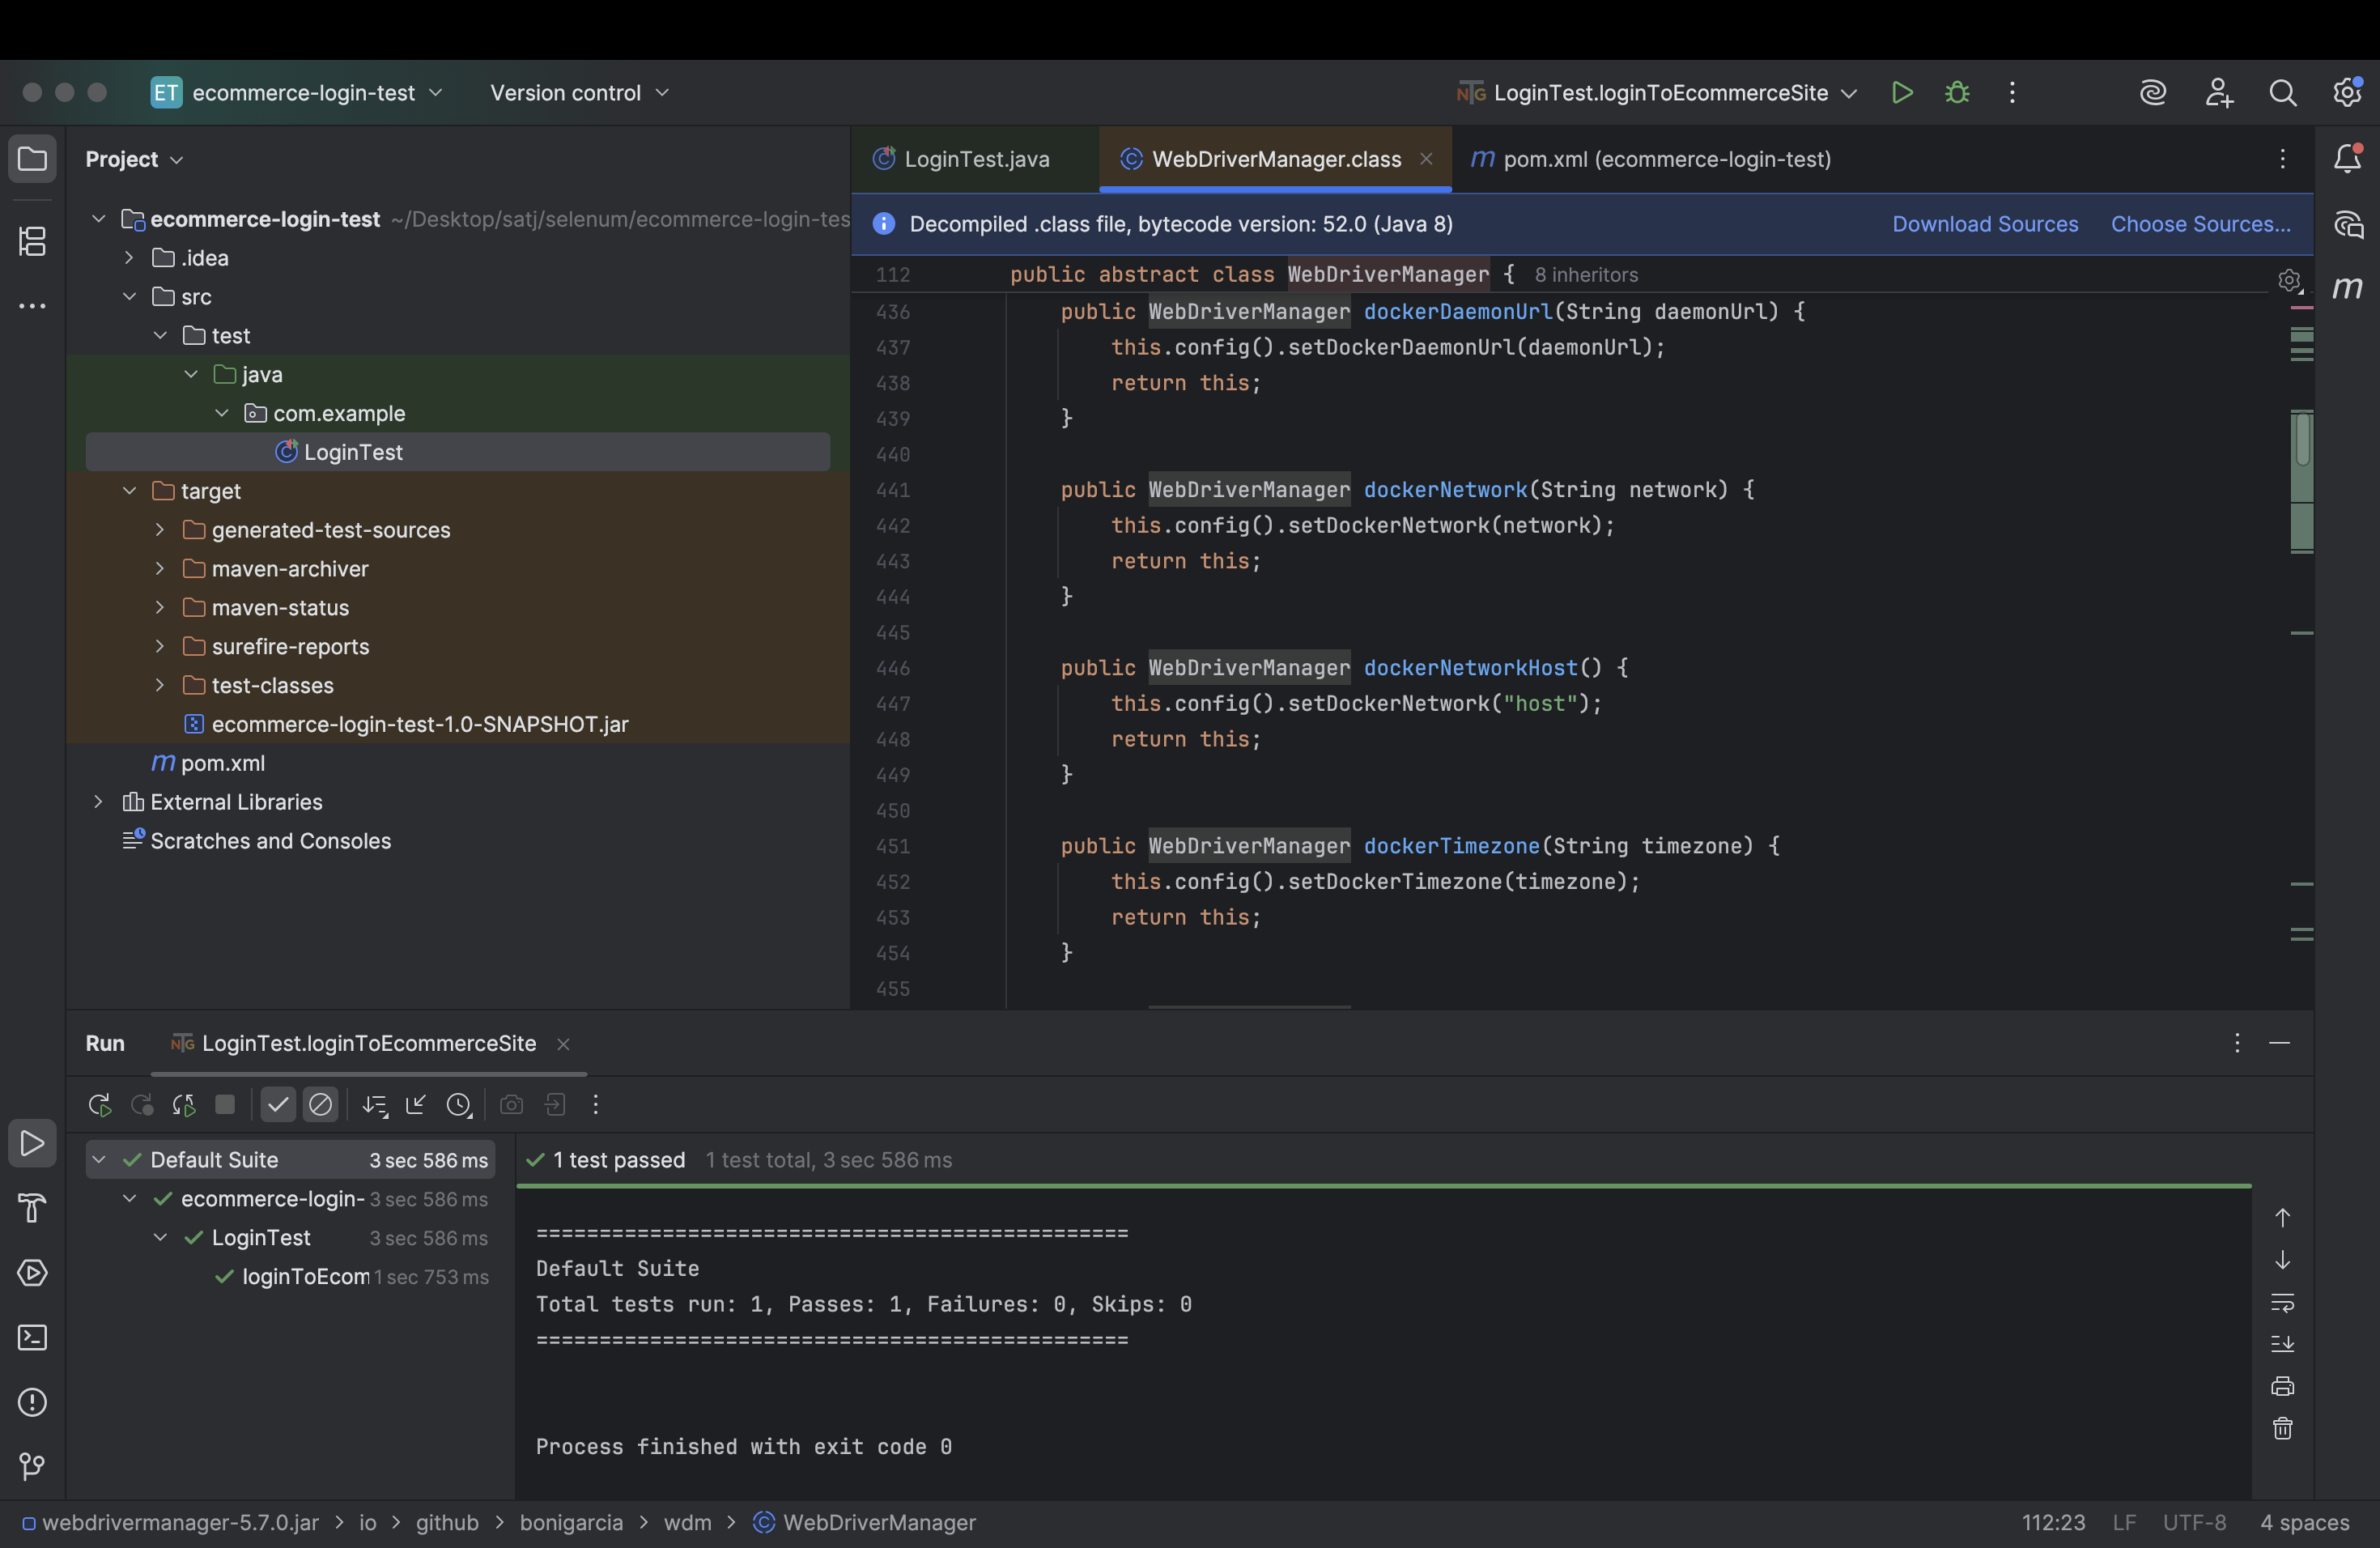 ET ecommerce-login-test Version control LoginTest.loginToEcommerceSite
Project
ecommerce-login-test ~/Desktop/satj/selenum/ecommerce-login-tes
.idea
src
test
java
com.example
LoginTest
target
generated-test-sources
maven-archiver
maven-status
surefire-reports
test-classes
ecommerce-login-test-1.0-SNAPSHOT.jar
pom.xml
External Libraries
Scratches and Consoles
LoginTest.java WebDriverManager.class pom.xml (ecommerce-login-test)
Decompiled .class file, bytecode version: 52.0 (Java 8) Download Sources Choose Sources...
112 public abstract class WebDriverManager { 8 inheritors
436 public WebDriverManager dockerDaemonUrl(String daemonUrl) {
437 this.config().setDockerDaemonUrl(daemonUrl);
438 return this;
439 }
440
441 public WebDriverManager dockerNetwork(String network) {
442 this.config().setDockerNetwork(network);
443 return this;
444 }
445
446 public WebDriverManager dockerNetworkHost() {
447 this.config().setDockerNetwork("host");
448 return this;
449 }
450
451 public WebDriverManager dockerTimezone(String timezone) {
452 this.config().setDockerTimezone(timezone);
453 return this;
454 }
455
Run LoginTest.loginToEcommerceSite
Default Suite 3 sec 586 ms
ecommerce-login- 3 sec 586 ms
LoginTest 3 sec 586 ms
loginToEcom 1 sec 753 ms
1 test passed 1 test total, 3 sec 586 ms
===============================================
Default Suite
Total tests run: 1, Passes: 1, Failures: 0, Skips: 0
===============================================
Process finished with exit code 0
webdrivermanager-5.7.0.jar > io > github > bonigarcia > wdm > WebDriverManager 112:23 LF UTF-8 4 spaces